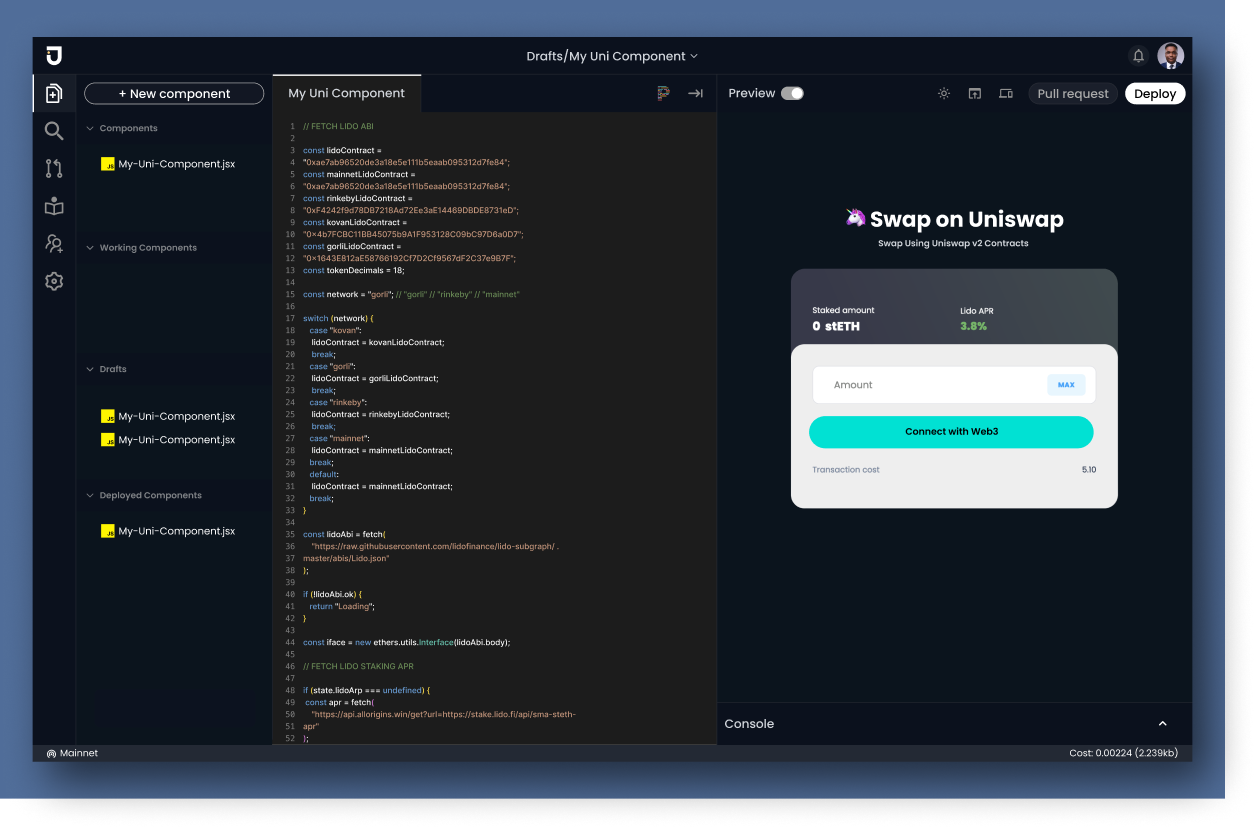 Drafts/My Uni Component
+ New component
Components
My-Uni-Component.jsx
Working Components
Drafts
My-Uni-Component.jsx
My-Uni-Component.jsx
Deployed Components
My-Uni-Component.jsx
My Uni Component
1 // FETCH LIDO ABI
2
3 const lidoContract =
4 "0xae7ab96520de3a18e5e111b5eaab095312d7fe84";
5 const mainnetLidoContract =
6 "0xae7ab96520de3a18e5e111b5eaab095312d7fe84";
7 const rinkebyLidoContract =
8 "0xF4242f9d78DB7218Ad72Ee3aE14469DBDE8731eD";
9 const kovanLidoContract =
10 "0×4b7FCBC11BB45075b9A1F953128C09bC97D6a0D7";
11 const gorliLidoContract =
12 "0×1643E812aE58766192Cf7D2Cf9567dF2C37e9B7F";
13 const tokenDecimals = 18;
14
15 const network = "gorli"; // "gorli" // "rinkeby" // "mainnet"
16
17 switch (network) {
18 case "kovan":
19 lidoContract = kovanLidoContract;
20 break;
21 case "gorli":
22 lidoContract = gorliLidoContract;
23 break;
24 case "rinkeby":
25 lidoContract = rinkebyLidoContract;
26 break;
27 case "mainnet":
28 lidoContract = mainnetLidoContract;
29 break;
30 default:
31 lidoContract = mainnetLidoContract;
32 break;
33 }
34
35 const lidoAbi = fetch(
36 "https://raw.githubusercontent.com/lidofinance/lido-subgraph/ .
37 master/abis/Lido.json"
38 );
39
40 if (!lidoAbi.ok) {
41 return "Loading";
42 }
43
44 const iface = new ethers.utils.Interface(lidoAbi.body);
45
46 // FETCH LIDO STAKING APR
47
48 if (state.lidoArp === undefined) {
49 const apr = fetch(
50 "https://api.allorigins.win/get?url=https://stake.lido.fi/api/sma-steth-
51 apr"
52 );
Preview
Pull request
Deploy
Swap on Uniswap
Swap Using Uniswap v2 Contracts
Staked amount
0 stETH
Lido APR
3.8%
Amount
MAX
Connect with Web3
Transaction cost
5.10
Console
Mainnet
Cost: 0.00224 (2.239kb)